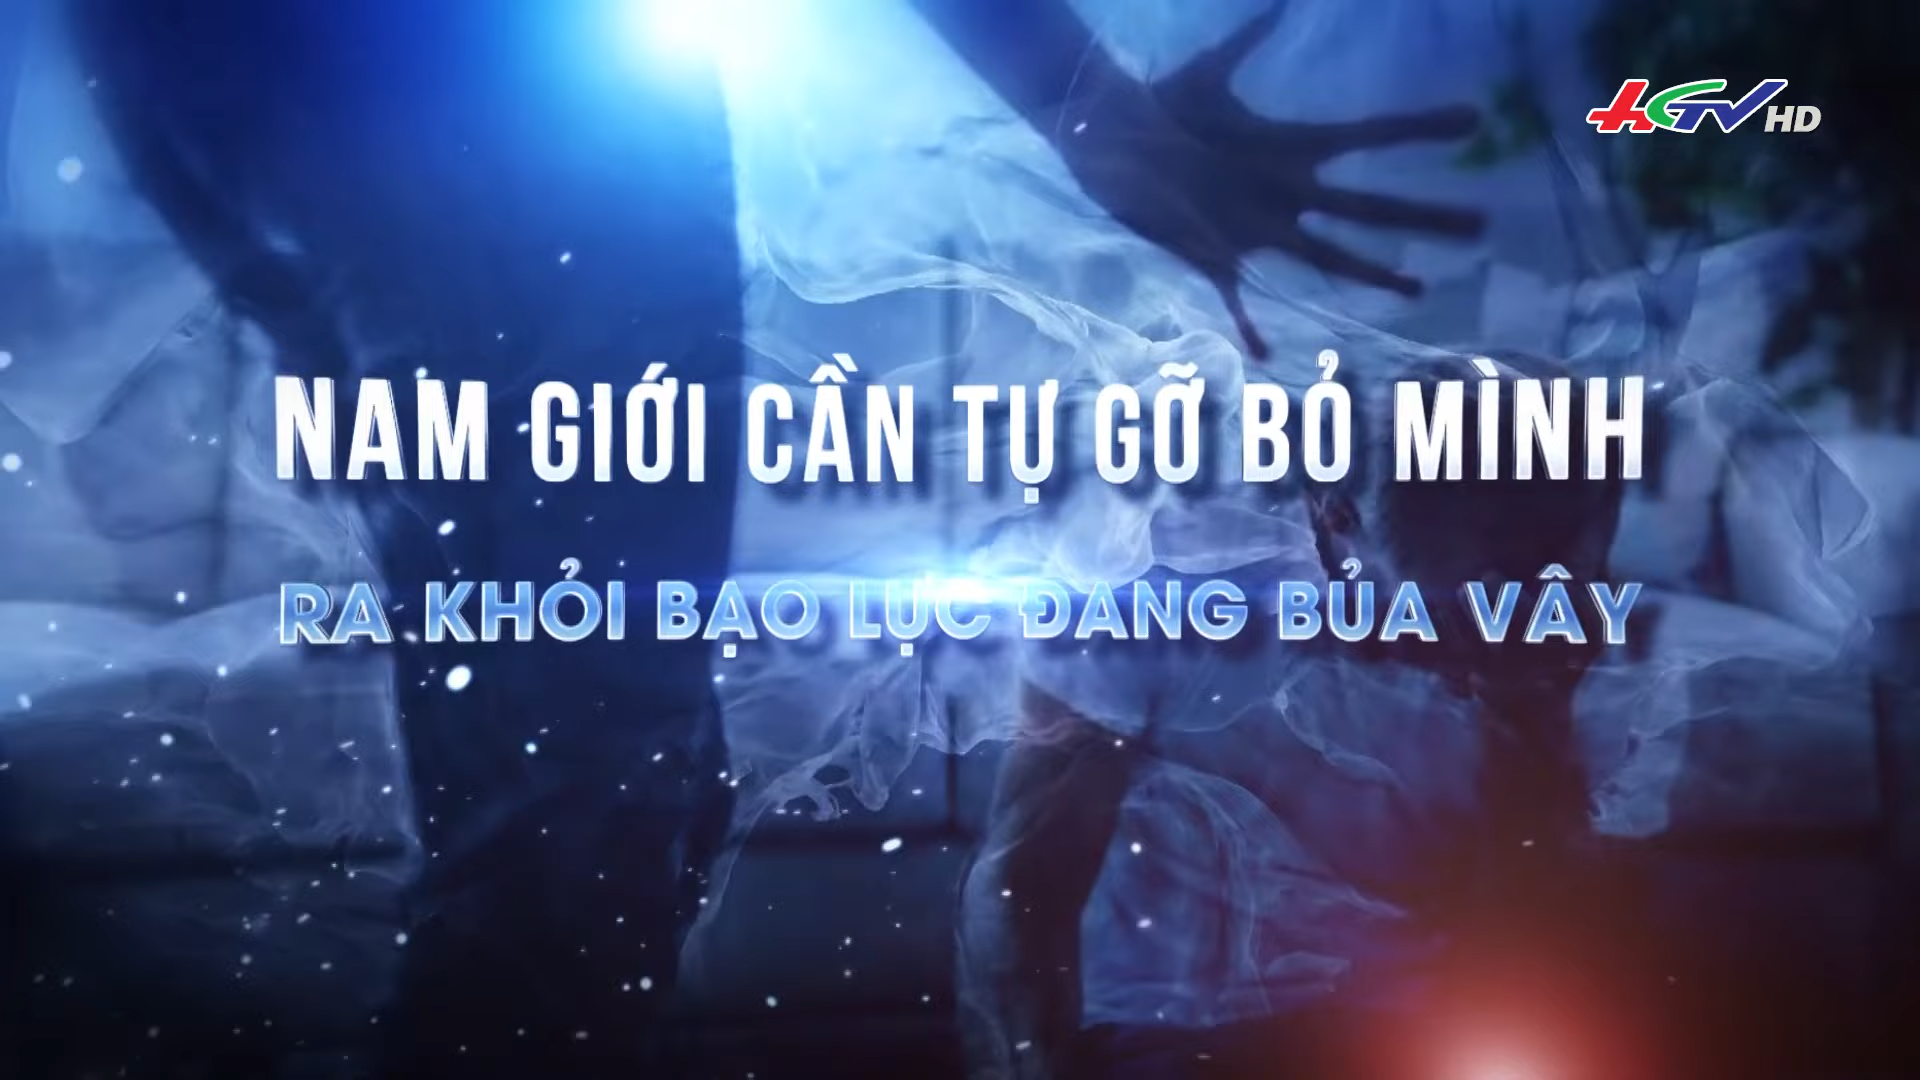 HGTV HD
NAM GIỚI CẦN TỰ GỠ BỎ MÌNH
RA KHỎI BẠO LỰC ĐANG BỦA VÂY